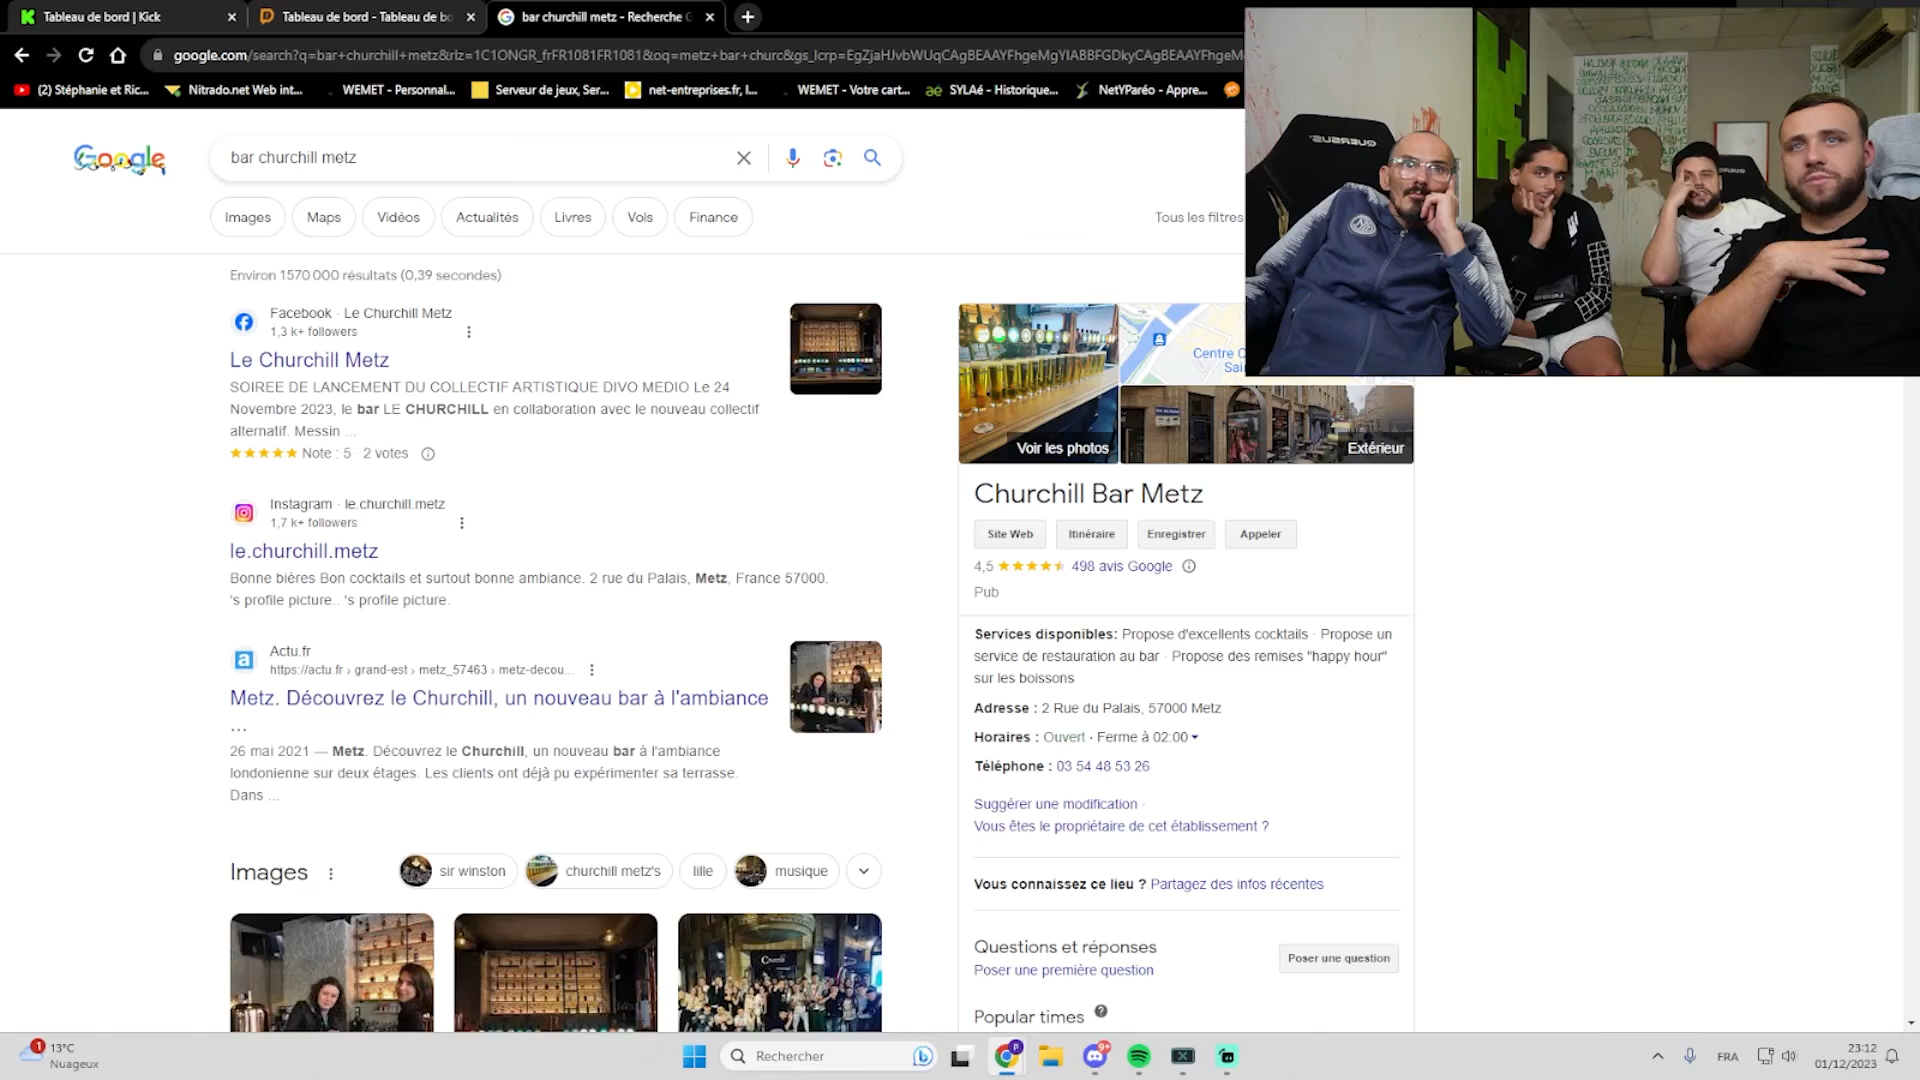 Tableau de bord | Kick
Tableau de bord - Tableau de bo
bar churchill metz - Recherche G
google.com/search?q=bar+churchill+metz&rlz=1C1ONGR_frFR1081FR1081&oq=metz+bar+churc&gs_lcrp=EgZjaHJvbWUqCAgBEAAYFhgeMgYIABBFGDkyCAgBEAAYFhgeM
(2) Stéphanie et Ric...
Nitrado.net Web int...
WEMET - Personnal...
Serveur de jeux, Ser...
net-entreprises.fr, l...
WEMET - Votre cart...
SYLAé - Historique...
NetYParéo - Appre...
Google
bar churchill metz
Images
Maps
Vidéos
Actualités
Livres
Vols
Finance
Tous les filtres
Environ 1 570 000 résultats (0,39 secondes)
Facebook · Le Churchill Metz
1,3 k+ followers
Le Churchill Metz
SOIREE DE LANCEMENT DU COLLECTIF ARTISTIQUE DIVO MEDIO Le 24
Novembre 2023, le bar LE CHURCHILL en collaboration avec le nouveau collectif
alternatif. Messin ...
Note : 5 · 2 votes
Instagram · le.churchill.metz
1,7 k+ followers
le.churchill.metz
Bonne bières Bon cocktails et surtout bonne ambiance. 2 rue du Palais, Metz, France 57000.
's profile picture.. 's profile picture.
Actu.fr
https://actu.fr › grand-est › metz_57463 › metz-decou...
Metz. Découvrez le Churchill, un nouveau bar à l'ambiance
...
26 mai 2021 — Metz. Découvrez le Churchill, un nouveau bar à l'ambiance
londonienne sur deux étages. Les clients ont déjà pu expérimenter sa terrasse.
Dans ...
Images
sir winston
churchill metz's
lille
musique
Voir les photos
Centre
Sai
Extérieur
Churchill Bar Metz
Site Web
Itinéraire
Enregistrer
Appeler
4,5
498 avis Google
Pub
Services disponibles: Propose d'excellents cocktails · Propose un
service de restauration au bar · Propose des remises "happy hour"
sur les boissons
Adresse : 2 Rue du Palais, 57000 Metz
Horaires : Ouvert · Ferme à 02:00
Téléphone : 03 54 48 53 26
Suggérer une modification ·
Vous êtes le propriétaire de cet établissement ?
Vous connaissez ce lieu ? Partagez des infos récentes
Questions et réponses
Poser une première question
Poser une question
Popular times
1
13°C
Nuageux
Rechercher
9+
FRA
23:12
01/12/2023